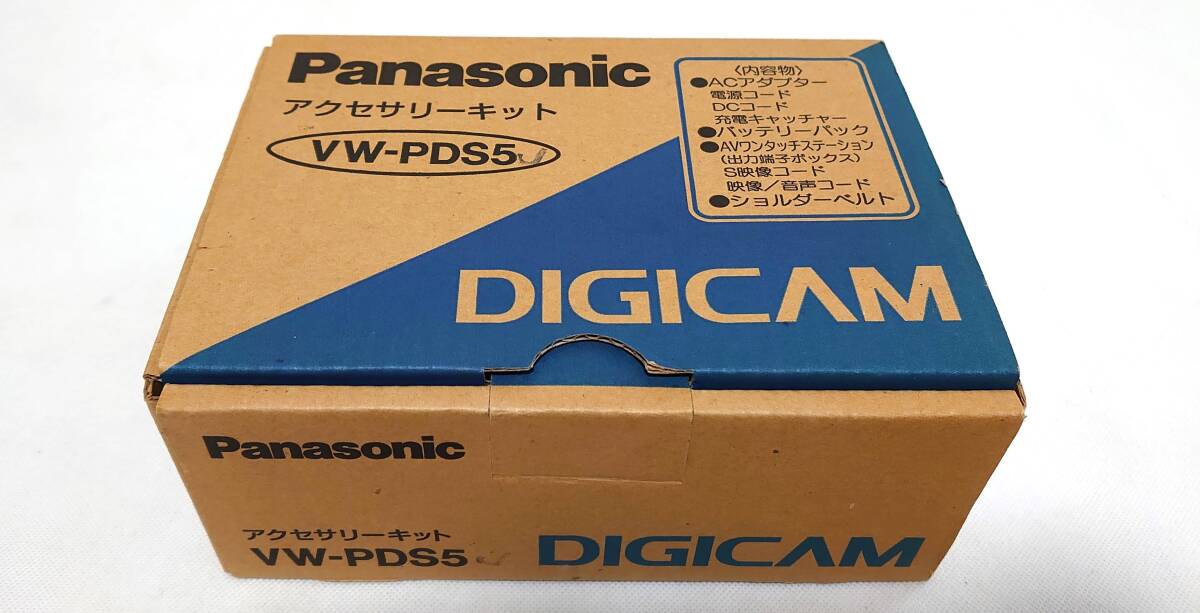 Panasonic
アクセサリーキット
VW-PDS5J
〈内容物〉
●ACアダプター
電源コード
DCコード
充電キャッチャー
●バッテリーパック
●AVワンタッチステーション
(出力端子ボックス)
S映像コード
映像/音声コード
●ショルダーベルト
DIGICAM
Panasonic
アクセサリーキット
VW-PDS5J
DIGICAM